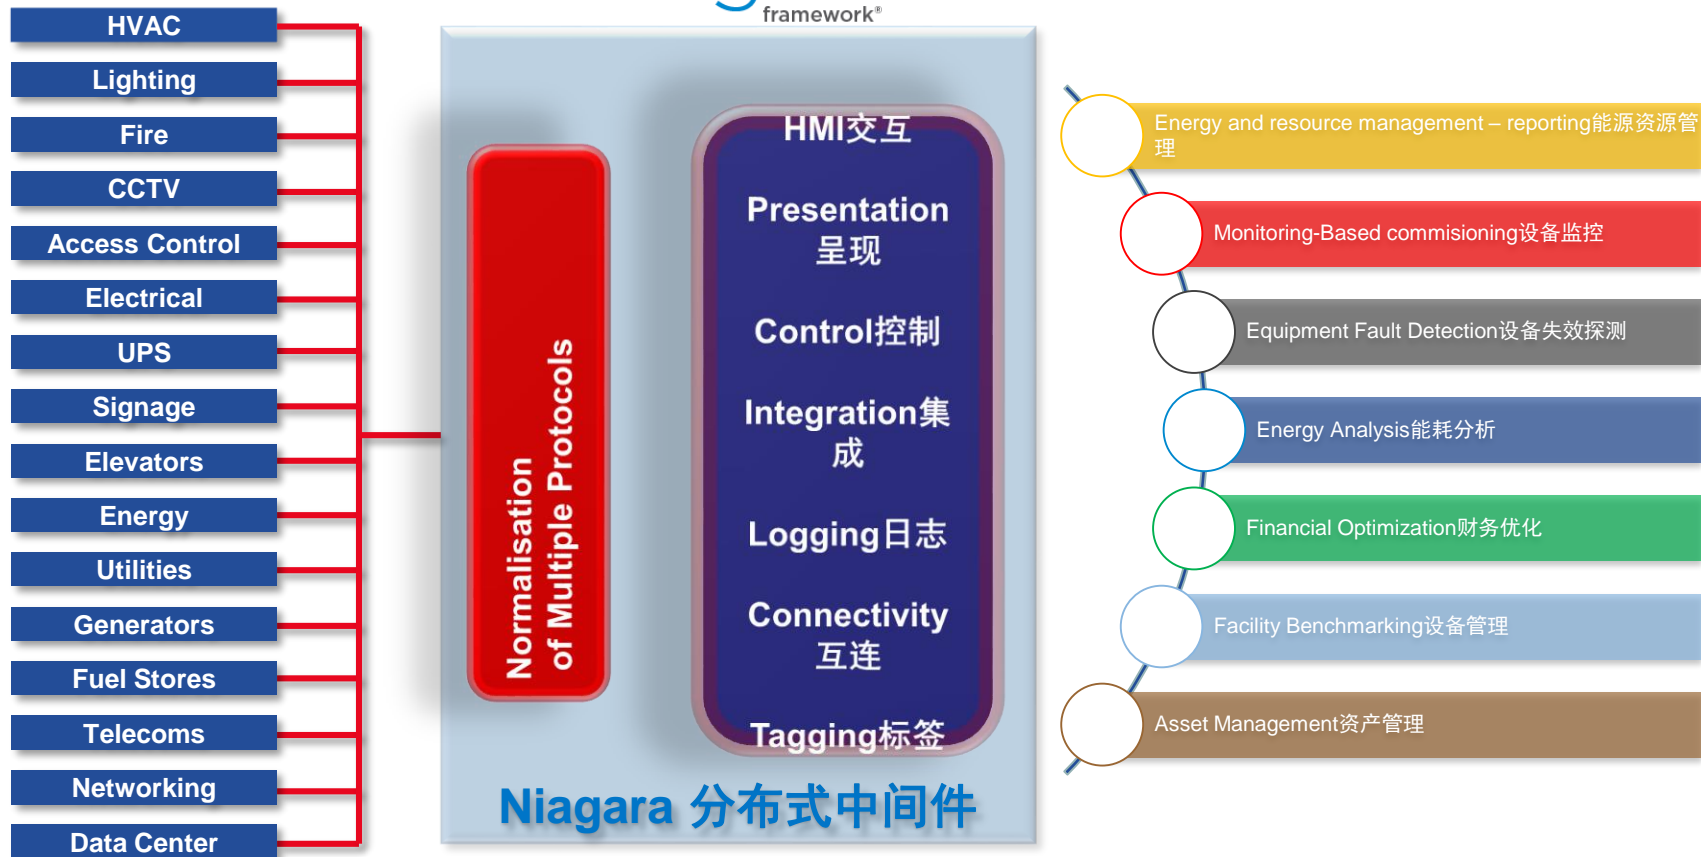 framework®
HVAC
Lighting
Fire
CCTV
Access Control
Electrical
UPS
Signage
Elevators
Energy
Utilities
Generators
Fuel Stores
Telecoms
Networking
Data Center
Normalisation
of Multiple Protocols
HMI交互
Presentation
呈现
Control控制
Integration集
成
Logging日志
Connectivity
互连
Tagging标签
Niagara 分布式中间件
Energy and resource management – reporting能源资源管
理
Monitoring-Based commisioning设备监控
Equipment Fault Detection设备失效探测
Energy Analysis能耗分析
Financial Optimization财务优化
Facility Benchmarking设备管理
Asset Management资产管理